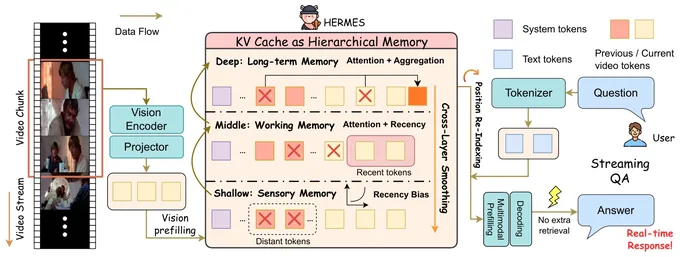 Data Flow
HERMES
System tokens
Text tokens
Previous / Current
video tokens
Video Chunk
Video Stream
Vision
Encoder
Projector
Vision
prefilling
KV Cache as Hierarchical Memory
Deep: Long-term Memory
Attention + Aggregation
...
...
...
Middle: Working Memory
Attention + Recency
...
...
Recent tokens
Shallow: Sensory Memory
Recency Bias
...
...
Distant tokens
Cross-Layer Smoothing
Position Re-Indexing
Tokenizer
Question
User
Streaming
QA
Multimodal
Prefilling
Decoding
No extra
retrieval
Answer
Real-time
Response!